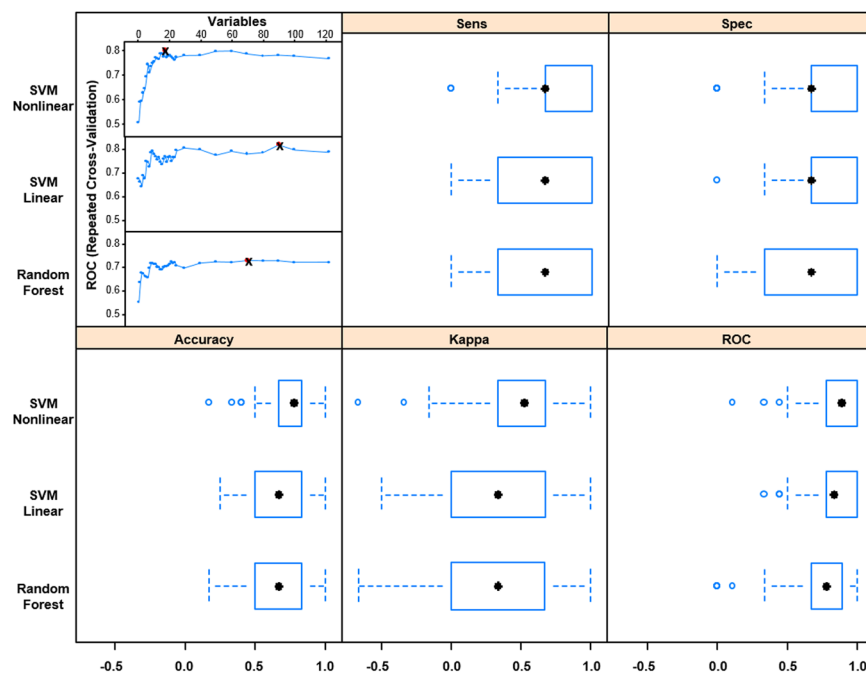 Variables
0 20 40 60 80 100 120
Sens
Spec
ROC (Repeated Cross-Validation)
0.8
0.7
0.6
0.5
0.8
0.7
0.6
0.5
0.8
0.7
0.6
0.5
X
X
X
SVM
Nonlinear
SVM
Linear
Random
Forest
Accuracy
Kappa
ROC
SVM
Nonlinear
SVM
Linear
Random
Forest
-0.5 0.0 0.5 1.0
-0.5 0.0 0.5 1.0
-0.5 0.0 0.5 1.0